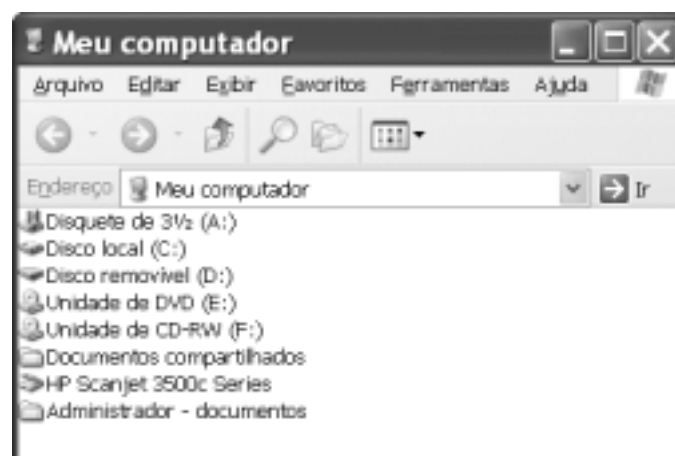 Meu computador
Arquivo Editar Exibir Favoritos Ferramentas Ajuda
Endereço Meu computador Ir
Disquete de 3½ (A:)
Disco local (C:)
Disco removível (D:)
Unidade de DVD (E:)
Unidade de CD-RW (F:)
Documentos compartilhados
HP Scanjet 3500c Series
Administrador - documentos